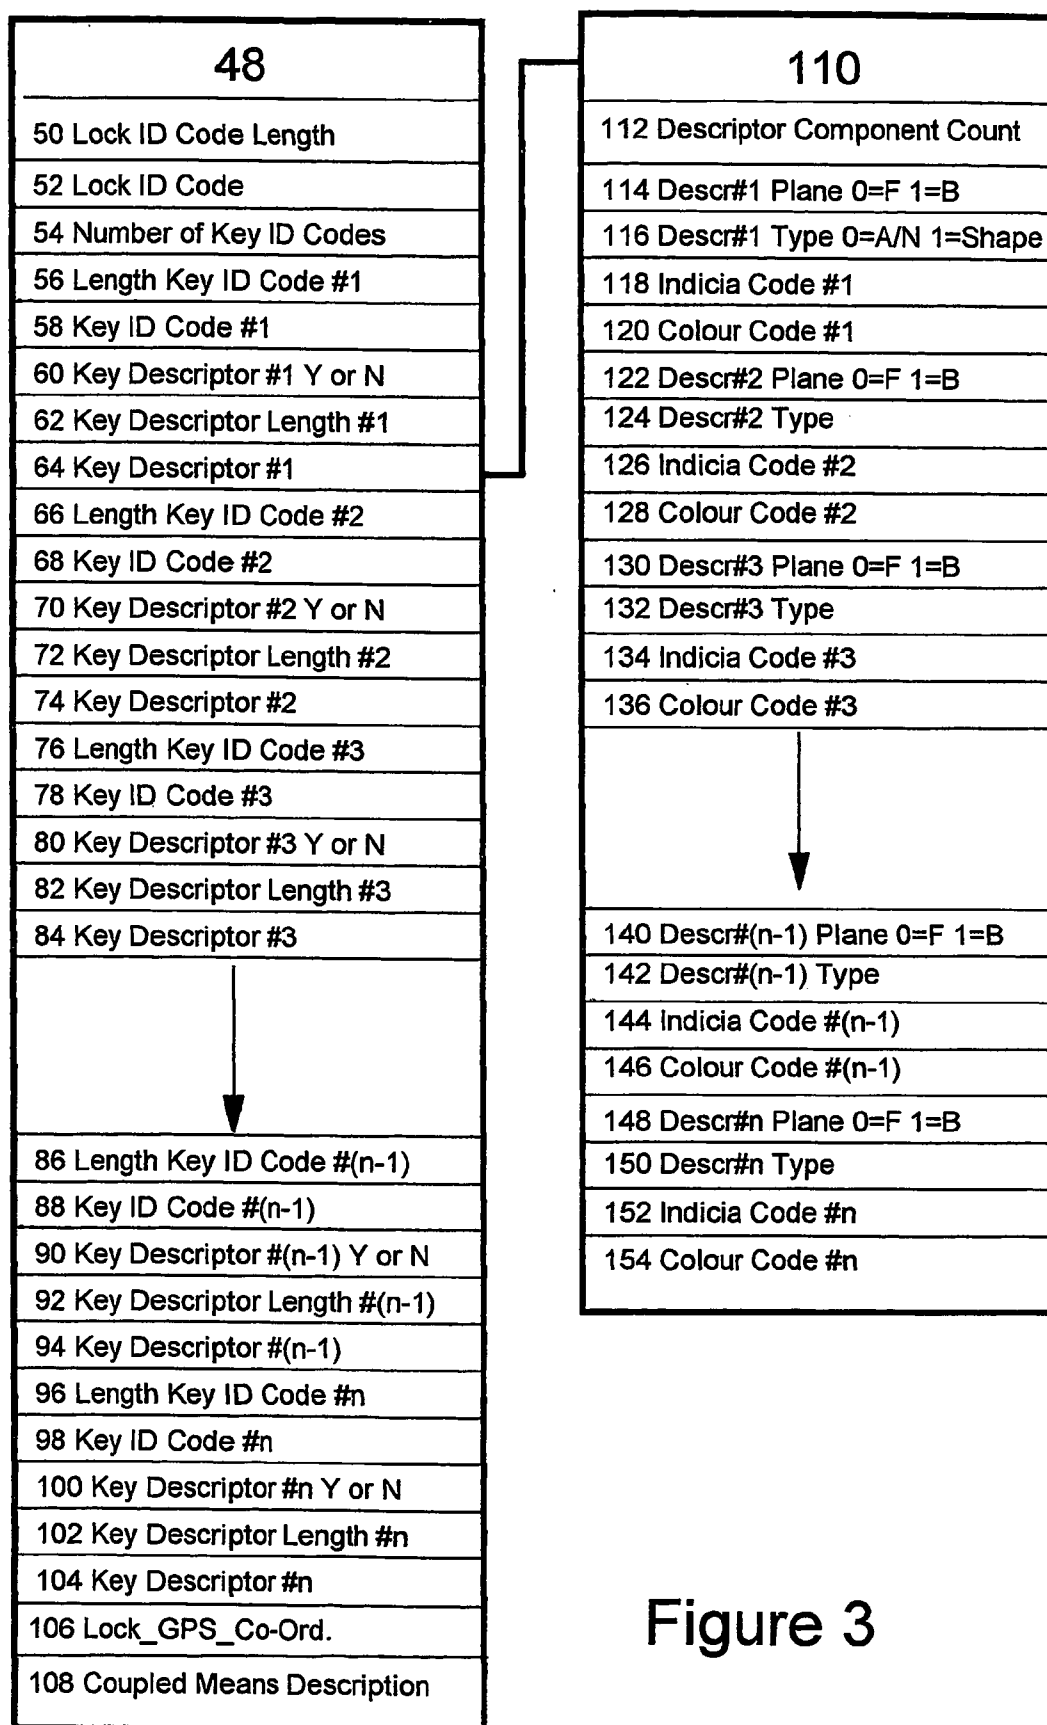 48
50 Lock ID Code Length
52 Lock ID Code
54 Number of Key ID Codes
56 Length Key ID Code #1
58 Key ID Code #1
60 Key Descriptor #1 Y or N
62 Key Descriptor Length #1
64 Key Descriptor #1
66 Length Key ID Code #2
68 Key ID Code #2
70 Key Descriptor #2 Y or N
72 Key Descriptor Length #2
74 Key Descriptor #2
76 Length Key ID Code #3
78 Key ID Code #3
80 Key Descriptor #3 Y or N
82 Key Descriptor Length #3
84 Key Descriptor #3
86 Length Key ID Code #(n-1)
88 Key ID Code #(n-1)
90 Key Descriptor #(n-1) Y or N
92 Key Descriptor Length #(n-1)
94 Key Descriptor #(n-1)
96 Length Key ID Code #n
98 Key ID Code #n
100 Key Descriptor #n Y or N
102 Key Descriptor Length #n
104 Key Descriptor #n
106 Lock_GPS_Co-Ord.
108 Coupled Means Description
110
112 Descriptor Component Count
114 Descr#1 Plane 0=F 1=B
116 Descr#1 Type 0=A/N 1=Shape
118 Indicia Code #1
120 Colour Code #1
122 Descr#2 Plane 0=F 1=B
124 Descr#2 Type
126 Indicia Code #2
128 Colour Code #2
130 Descr#3 Plane 0=F 1=B
132 Descr#3 Type
134 Indicia Code #3
136 Colour Code #3
140 Descr#(n-1) Plane 0=F 1=B
142 Descr#(n-1) Type
144 Indicia Code #(n-1)
146 Colour Code #(n-1)
148 Descr#n Plane 0=F 1=B
150 Descr#n Type
152 Indicia Code #n
154 Colour Code #n
Figure 3